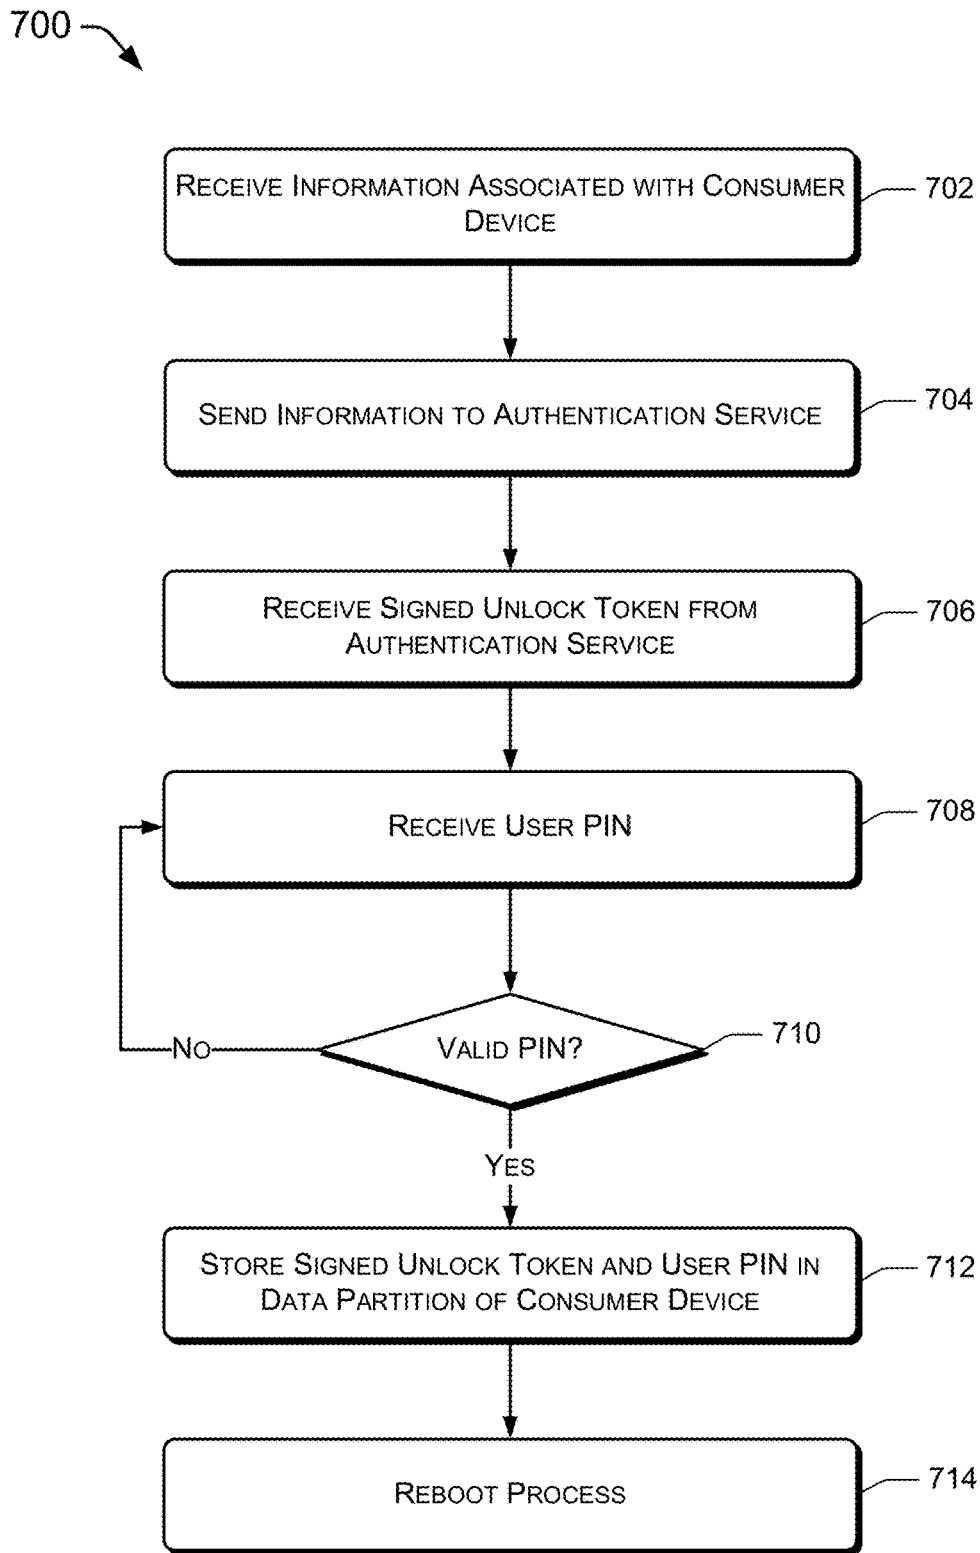 700
RECEIVE INFORMATION ASSOCIATED WITH CONSUMER
DEVICE
702
SEND INFORMATION TO AUTHENTICATION SERVICE
704
RECEIVE SIGNED UNLOCK TOKEN FROM
AUTHENTICATION SERVICE
706
RECEIVE USER PIN
708
VALID PIN?
710
NO
YES
STORE SIGNED UNLOCK TOKEN AND USER PIN IN
DATA PARTITION OF CONSUMER DEVICE
712
REBOOT PROCESS
714